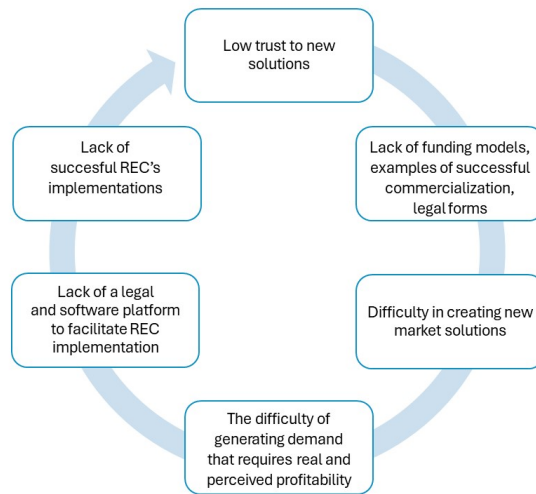 Low trust to new
solutions
Lack of funding models,
examples of successful
commercialization,
legal forms
Difficulty in creating new
market solutions
The difficulty of
generating demand
that requires real and
perceived profitability
Lack of a legal
and software platform
to facilitate REC
implementation
Lack of
succesful REC's
implementations